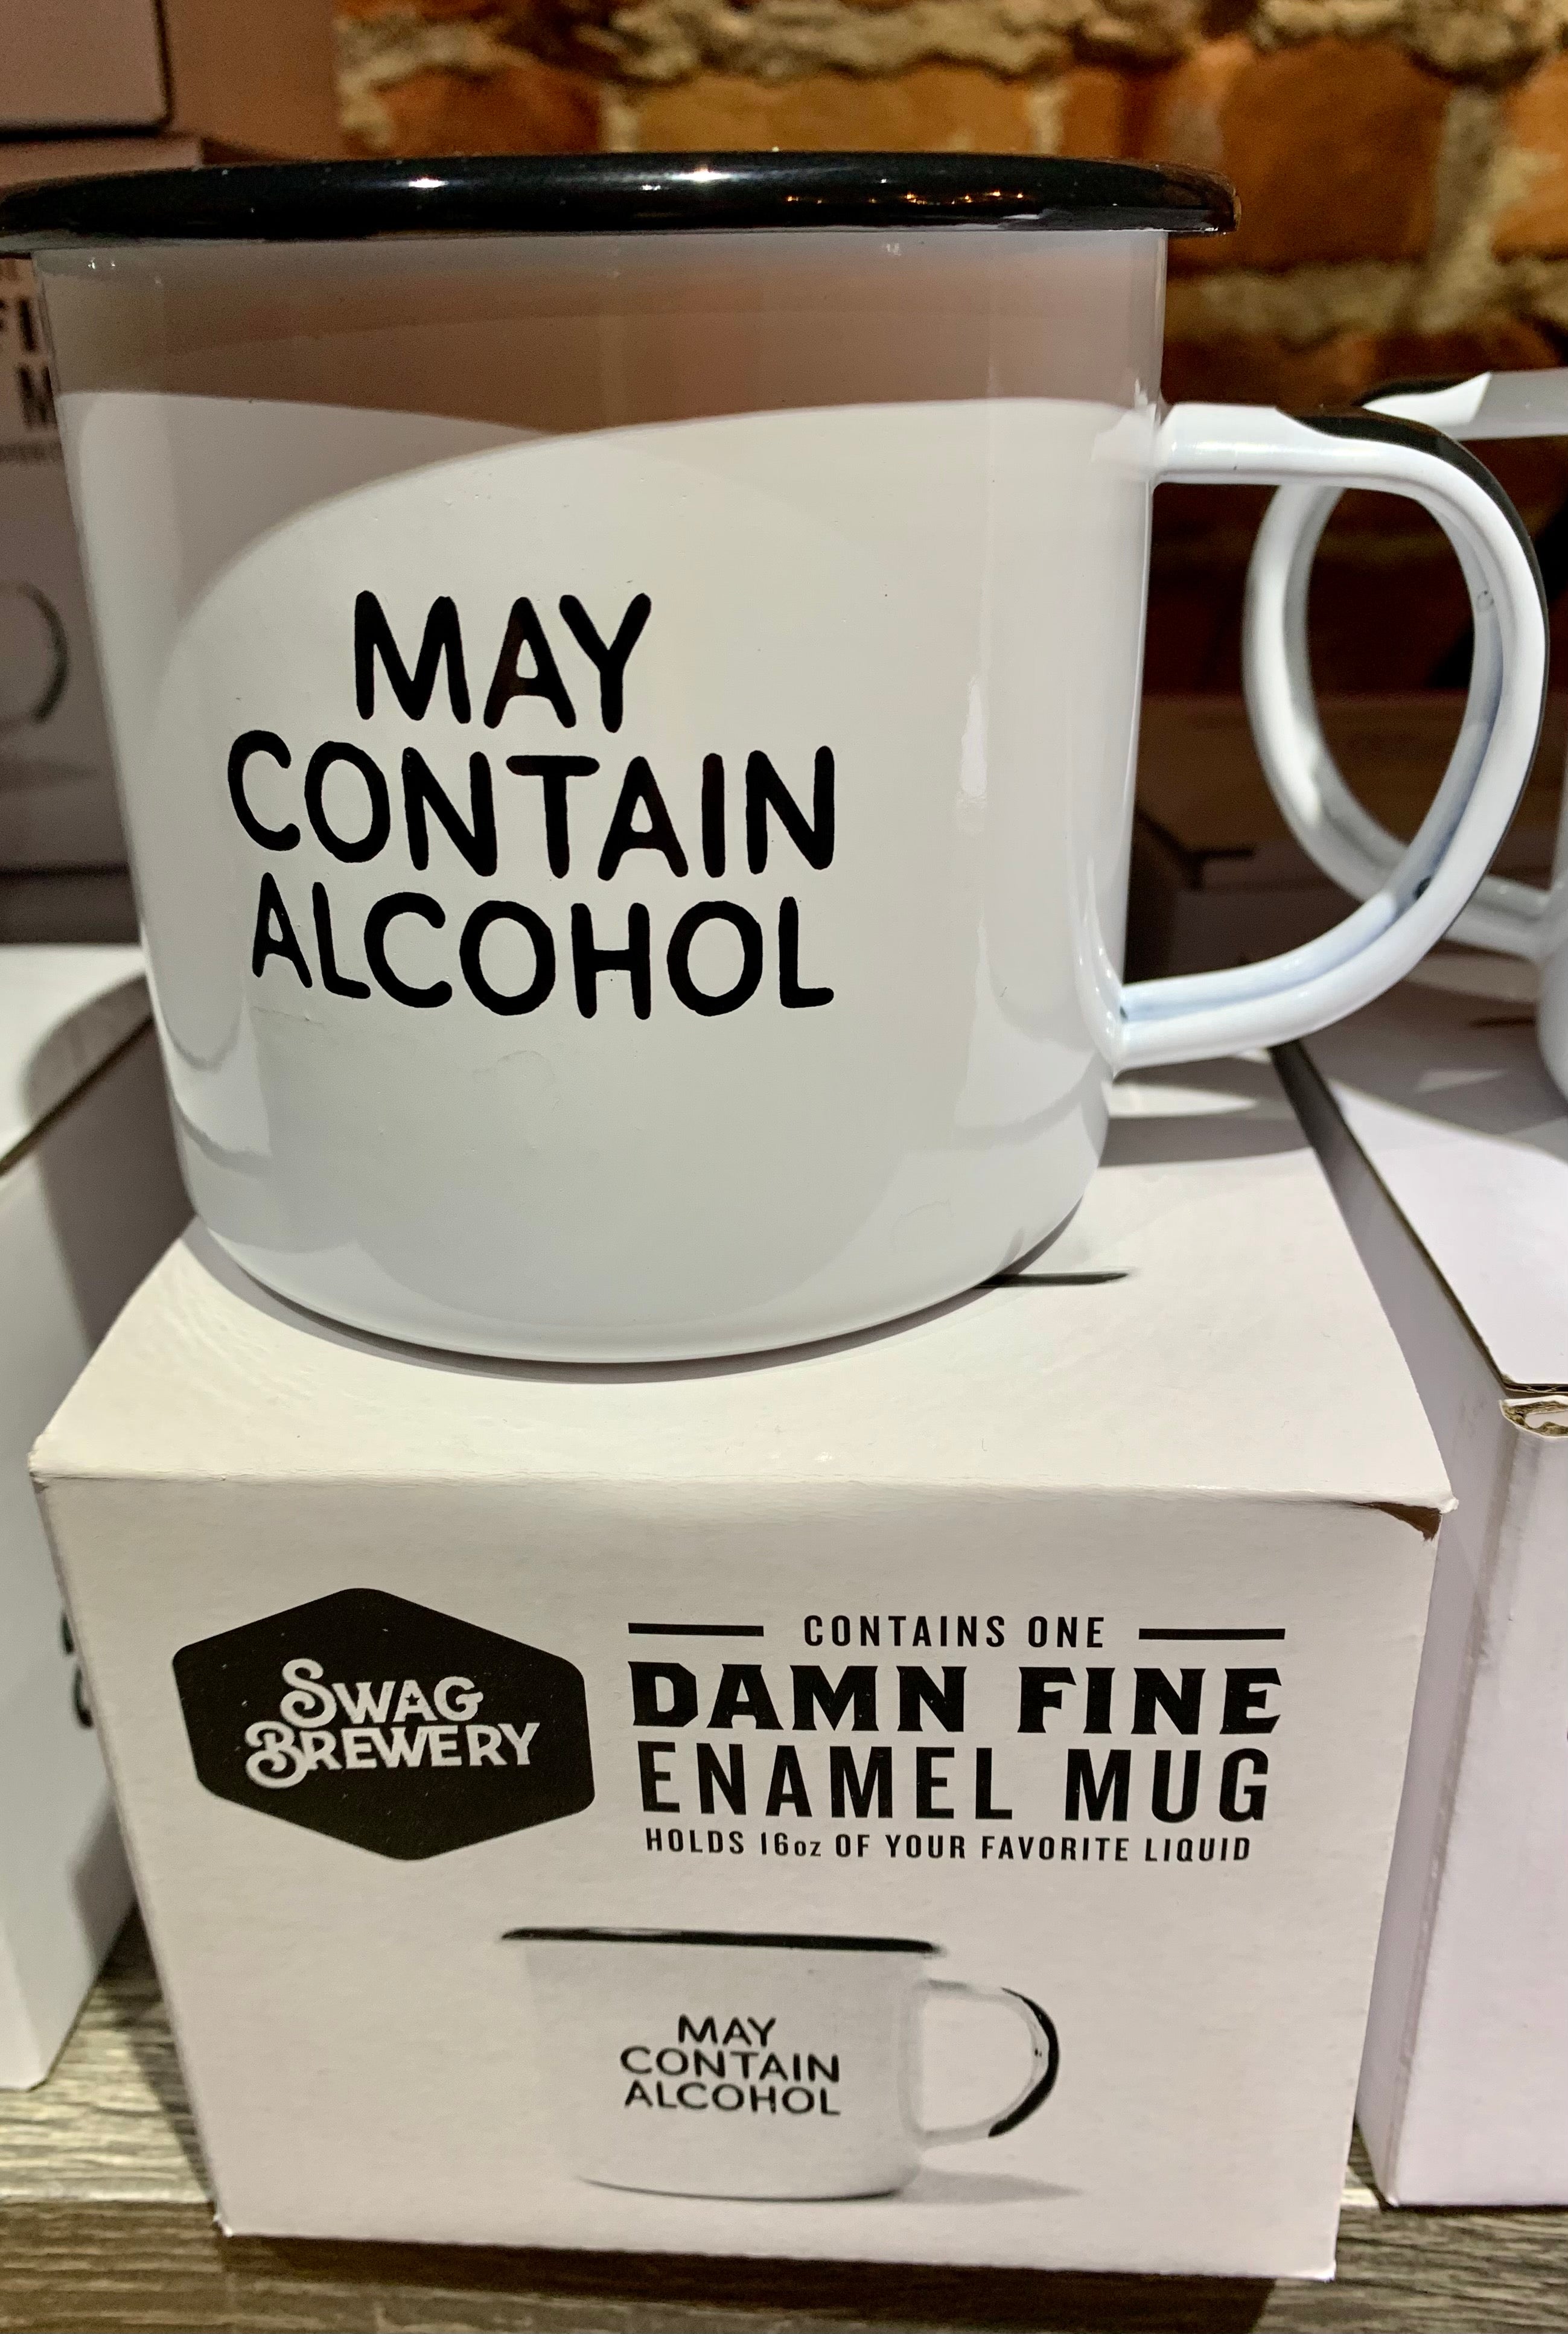 MAY
CONTAIN
ALCOHOL
SWAG
BREWERY
CONTAINS ONE
DAMN FINE
ENAMEL MUG
HOLDS 16oz OF YOUR FAVORITE LIQUID
MAY
CONTAIN
ALCOHOL